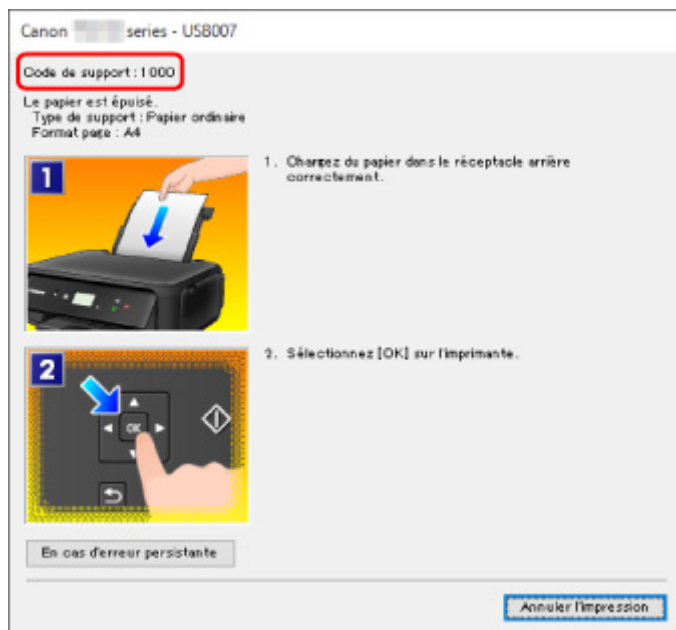 Canon series - USB007
Code de support : 1000
Le papier est épuisé.
Type de support : Papier ordinaire
Format page : A4
1
1. Chargez du papier dans le réceptacle arrière
correctement.
2
2. Sélectionnez [OK] sur l'imprimante.
OK
En cas d'erreur persistante
Annuler l'impression